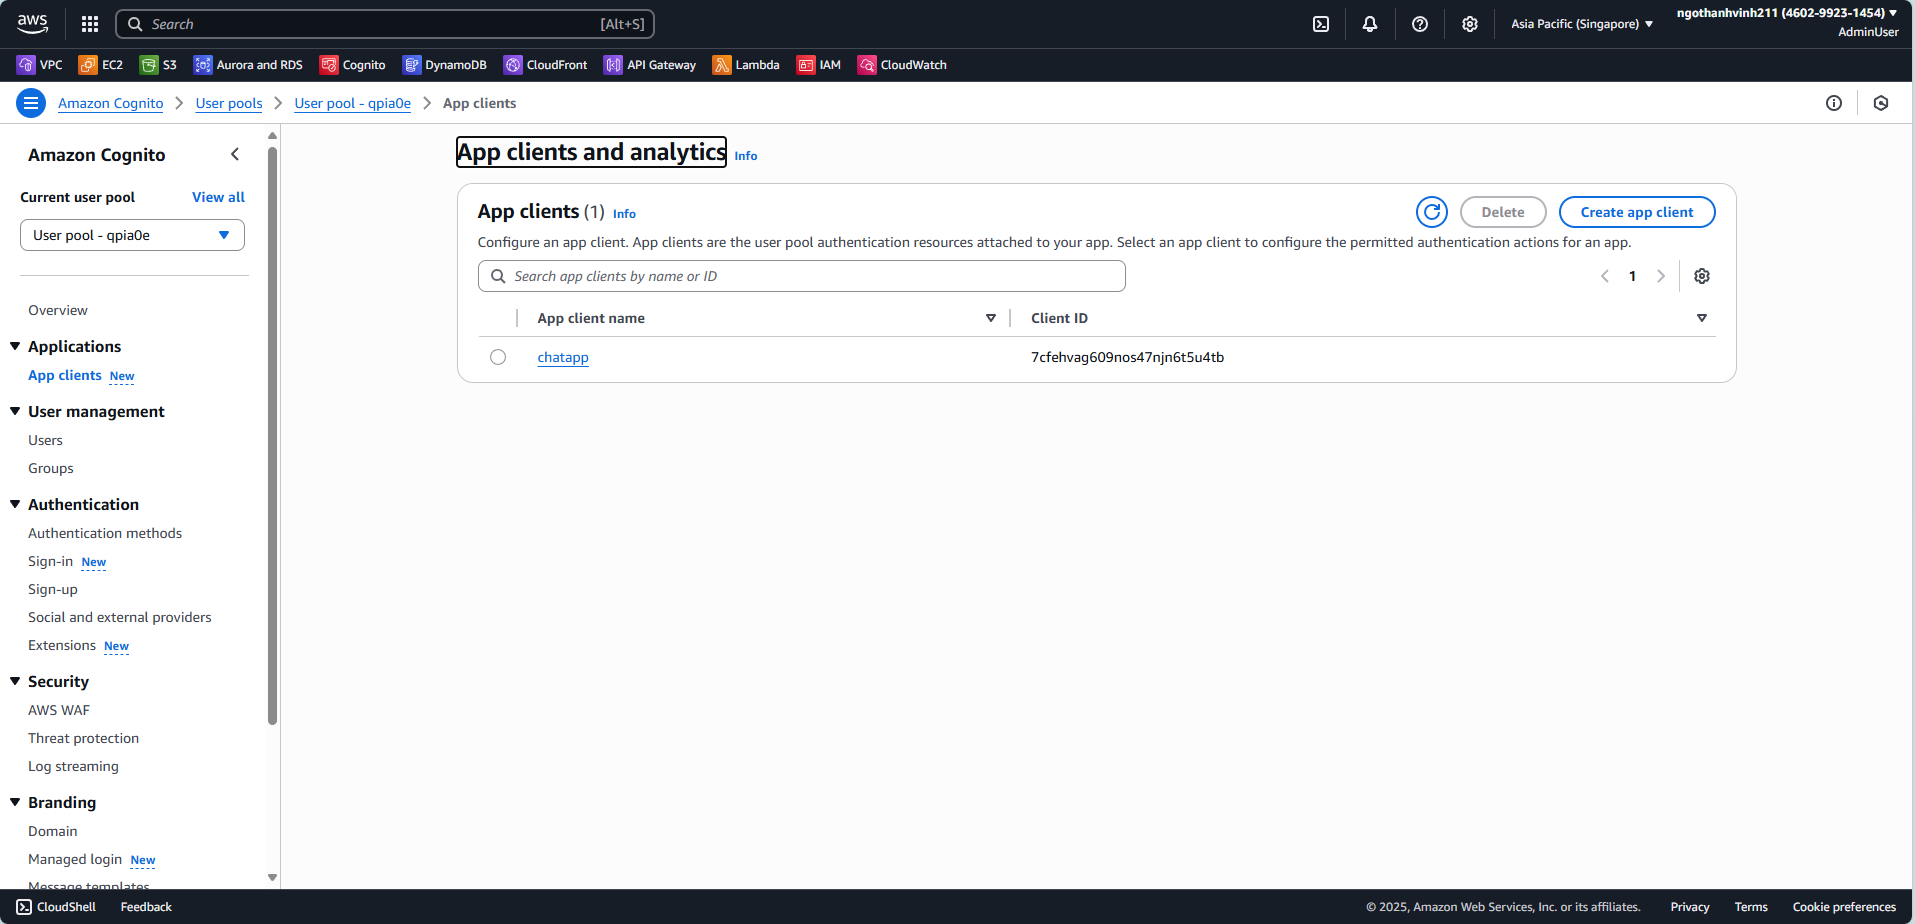 aws
Search [Alt+S]
Asia Pacific (Singapore)
ngothanhvinh211 (4602-9923-1454)
AdminUser
VPC EC2 S3 Aurora and RDS Cognito DynamoDB CloudFront API Gateway Lambda IAM CloudWatch
Amazon Cognito User pools User pool - qpia0e App clients
Amazon Cognito
Current user pool View all
User pool - qpia0e
Overview
Applications
App clients New
User management
Users
Groups
Authentication
Authentication methods
Sign-in New
Sign-up
Social and external providers
Extensions New
Security
AWS WAF
Threat protection
Log streaming
Branding
Domain
Managed login New
Message templates
App clients and analytics Info
App clients (1) Info
Delete
Create app client
Configure an app client. App clients are the user pool authentication resources attached to your app. Select an app client to configure the permitted authentication actions for an app.
Search app clients by name or ID
1
App client name Client ID
chatapp 7cfehvag609nos47njn6t5u4tb
CloudShell Feedback
© 2025, Amazon Web Services, Inc. or its affiliates. Privacy Terms Cookie preferences